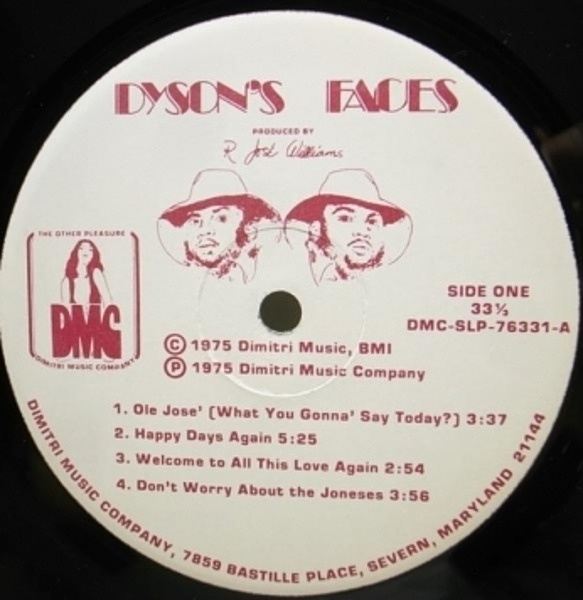 DYSON'S FACES
PRODUCED BY
R José Williams
THE OTHER PLEASURE
DMC
DIMITRI MUSIC COMPANY
SIDE ONE
33⅓
DMC-SLP-76331-A
Ⓒ 1975 Dimitri Music, BMI
Ⓟ 1975 Dimitri Music Company
1. Ole Jose' (What You Gonna' Say Today?) 3:37
2. Happy Days Again 5:25
3. Welcome to All This Love Again 2:54
4. Don't Worry About the Joneses 3:56
DIMITRI MUSIC COMPANY, 7859 BASTILLE PLACE, SEVERN, MARYLAND 21144